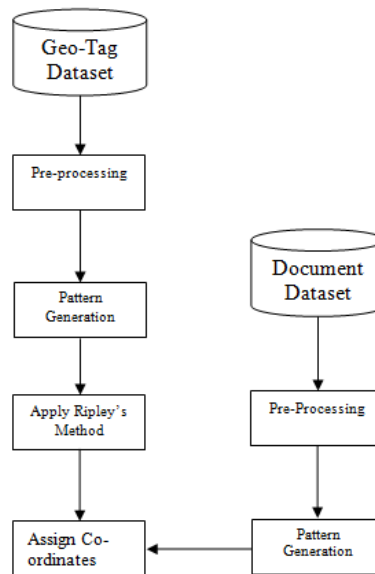 Geo-Tag
Dataset
Pre-processing
Pattern
Generation
Apply Ripley's
Method
Assign Co-
ordinates
Document
Dataset
Pre-Processing
Pattern
Generation